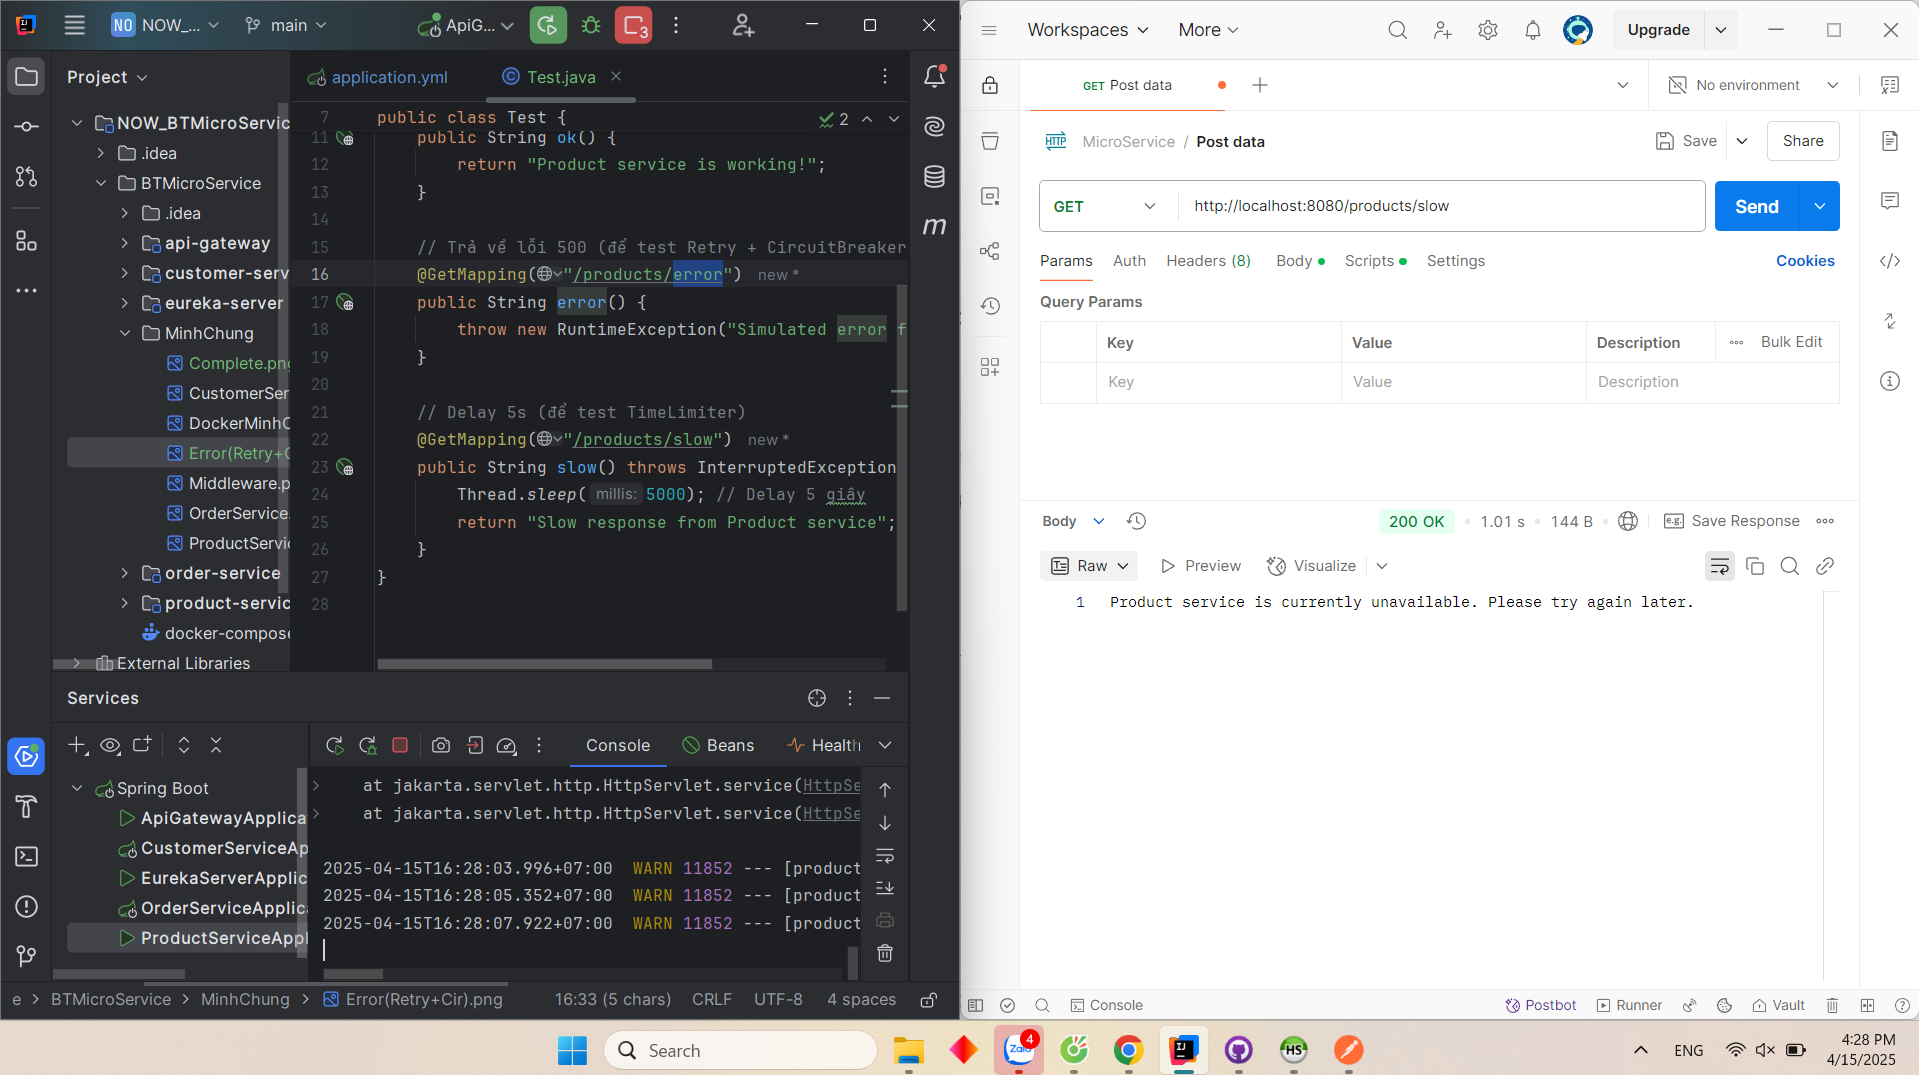 NO NOW_... main ApiG... 3
Project
NOW_BTMicroServic
.idea
BTMicroService
.idea
api-gateway
customer-serv
eureka-server
MinhChung
Complete.png
CustomerSer
DockerMinhC
Error(Retry+C
Middleware.p
OrderService.
ProductServic
order-service
product-servic
docker-compose
External Libraries
application.yml Test.java
7 public class Test { 2
11 public String ok() {
12 return "Product service is working!";
13 }
14
15 // Trả về lỗi 500 (để test Retry + CircuitBreaker
16 @GetMapping("/products/error") new *
17 public String error() {
18 throw new RuntimeException("Simulated error f
19 }
20
21 // Delay 5s (để test TimeLimiter)
22 @GetMapping("/products/slow") new *
23 public String slow() throws InterruptedException
24 Thread.sleep( millis: 5000); // Delay 5 giây
25 return "Slow response from Product service";
26 }
27 }
28
Services
Console Beans Health
Spring Boot
ApiGatewayApplica
CustomerServiceAp
EurekaServerApplic
OrderServiceApplic
ProductServiceAppl
at jakarta.servlet.http.HttpServlet.service(HttpSe
at jakarta.servlet.http.HttpServlet.service(HttpSe
2025-04-15T16:28:03.996+07:00 WARN 11852 --- [product
2025-04-15T16:28:05.352+07:00 WARN 11852 --- [product
2025-04-15T16:28:07.922+07:00 WARN 11852 --- [product
e > BTMicroService > MinhChung > Error(Retry+Cir).png 16:33 (5 chars) CRLF UTF-8 4 spaces
Workspaces More Upgrade
GET Post data No environment
HTTP MicroService / Post data Save Share
GET http://localhost:8080/products/slow Send
Params Auth Headers (8) Body Scripts Settings Cookies
Query Params
Key Value Description Bulk Edit
Key Value Description
Body 200 OK 1.01 s 144 B e.g. Save Response
Raw Preview Visualize
1 Product service is currently unavailable. Please try again later.
Console Postbot Runner Vault
Search Zalo 4 HS ENG 4:28 PM
4/15/2025